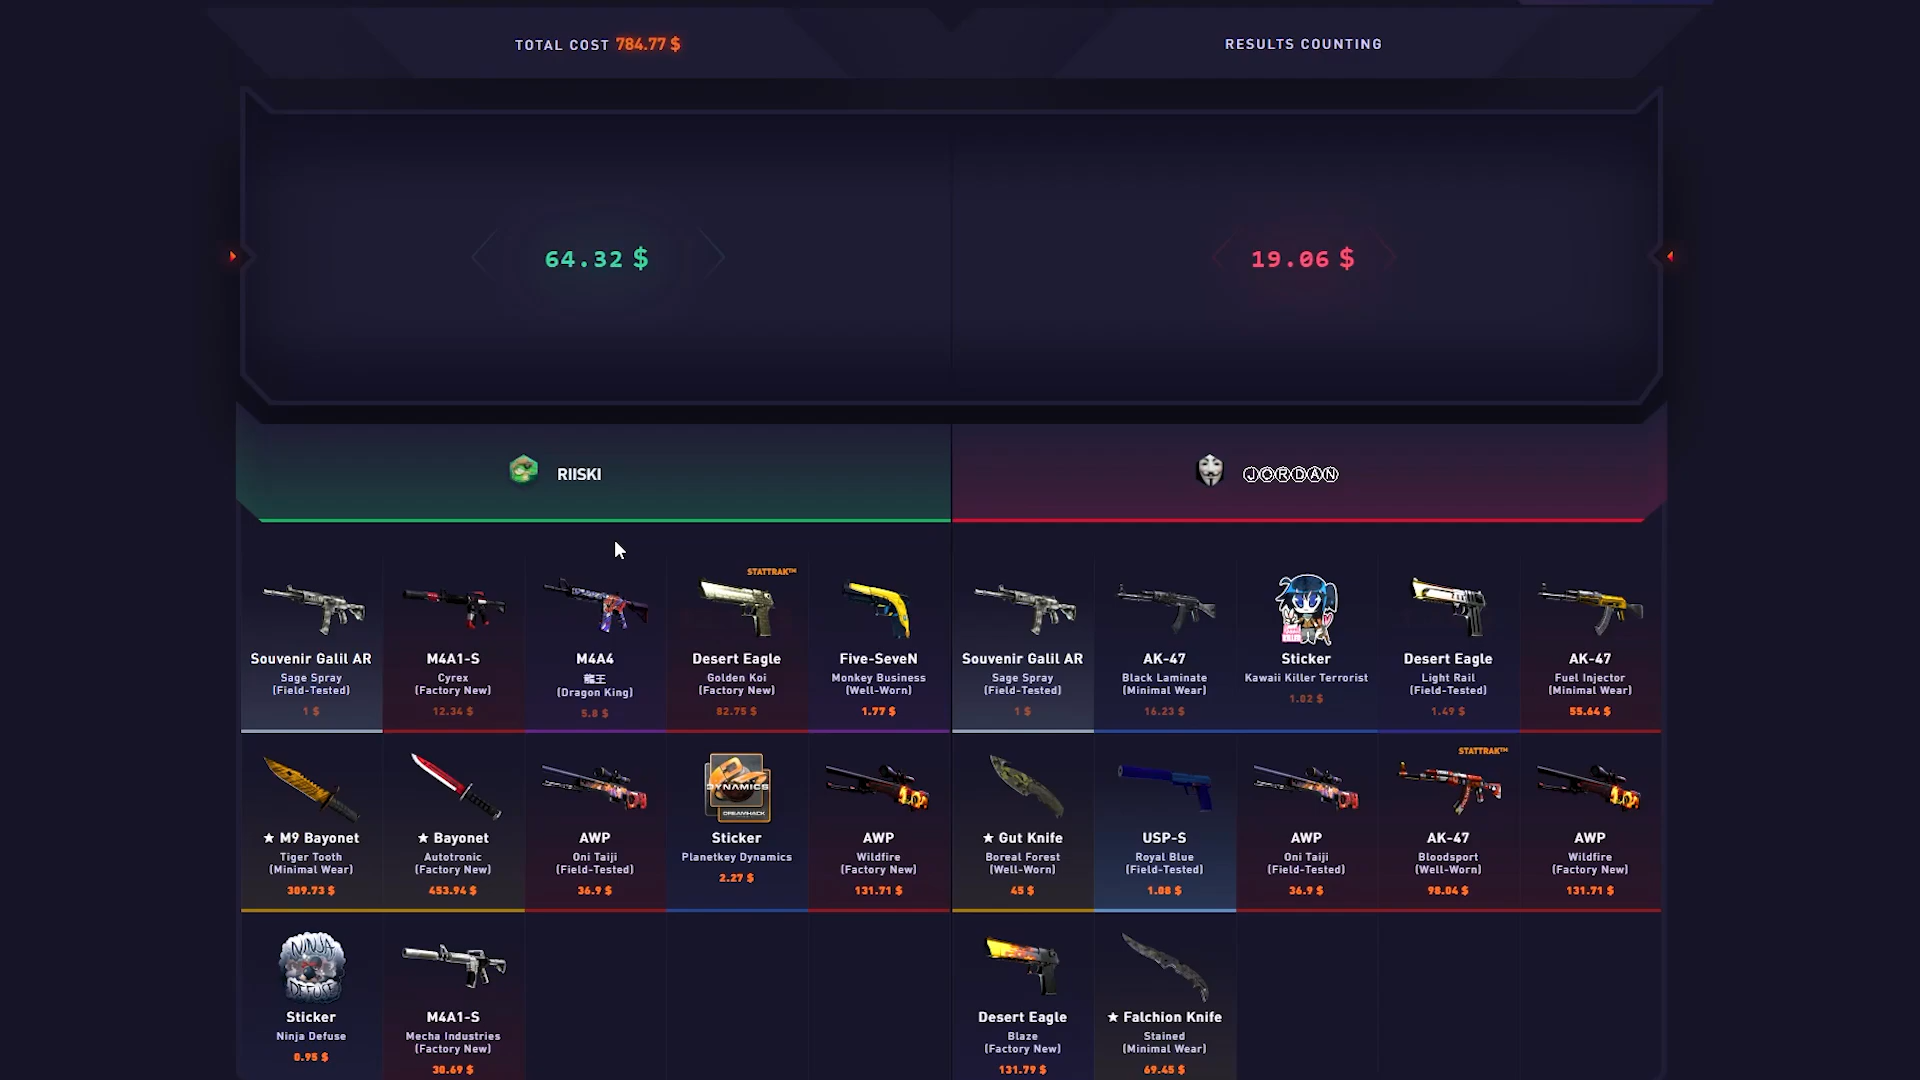 TOTAL COST 784.77 $
RESULTS COUNTING
64.32 $
19.06 $
RIISKI
ⒿⓄⓇⒹⒶⓃ
STATTRAK™
Souvenir Galil AR
Sage Spray
(Field-Tested)
1 $
M4A1-S
Cyrex
(Factory New)
12.34 $
M4A4
龍王
(Dragon King)
5.8 $
Desert Eagle
Golden Koi
(Factory New)
82.75 $
Five-SeveN
Monkey Business
(Well-Worn)
1.77 $
Souvenir Galil AR
Sage Spray
(Field-Tested)
1 $
AK-47
Black Laminate
(Minimal Wear)
16.23 $
Sticker
Kawaii Killer Terrorist
1.02 $
Desert Eagle
Light Rail
(Field-Tested)
1.49 $
AK-47
Fuel Injector
(Minimal Wear)
55.64 $
★ M9 Bayonet
Tiger Tooth
(Minimal Wear)
309.73 $
★ Bayonet
Autotronic
(Factory New)
453.94 $
AWP
Oni Taiji
(Field-Tested)
36.9 $
DYNAMICS
DREAMHACK
Sticker
Planetkey Dynamics
2.27 $
AWP
Wildfire
(Factory New)
131.71 $
★ Gut Knife
Boreal Forest
(Well-Worn)
45 $
USP-S
Royal Blue
(Field-Tested)
1.08 $
AWP
Oni Taiji
(Field-Tested)
36.9 $
STATTRAK™
AK-47
Bloodsport
(Well-Worn)
98.04 $
AWP
Wildfire
(Factory New)
131.71 $
NINJA
DEFUSE
Sticker
Ninja Defuse
0.95 $
M4A1-S
Mecha Industries
(Factory New)
30.69 $
Desert Eagle
Blaze
(Factory New)
131.79 $
★ Falchion Knife
Stained
(Minimal Wear)
69.45 $